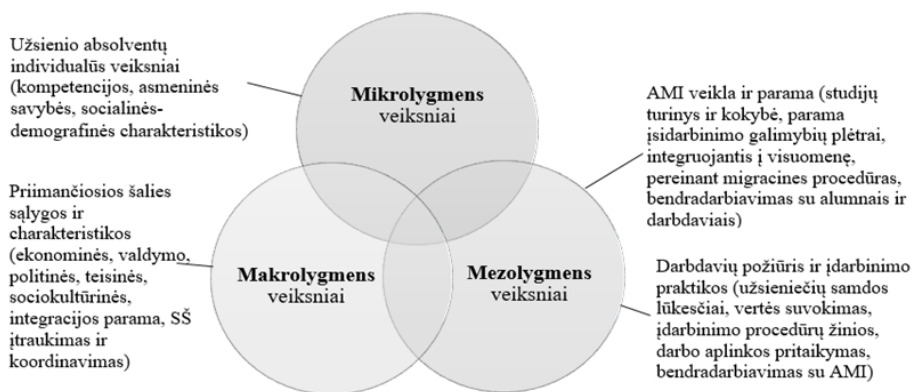 Užsienio absolventų
individualūs veiksniai
(kompetencijos, asmeninės
savybės, socialinės-
demografinės charakteristikos)
Mikrolygmens
veiksniai
AMI veikla ir parama (studijų
turinys ir kokybė, parama
įsidarbinimo galimybių plėtrai,
integruojantis į visuomenę,
pereinant migracines procedūras,
bendradarbiavimas su alumnais ir
darbdaviais)
Priimančiosios šalies
sąlygos ir
charakteristikos
(ekonominės, valdymo,
politinės, teisinės,
sociokultūrinės,
integracijos parama, SŠ
įtraukimas ir
koordinavimas)
Makrolygmens
veiksniai
Mezolygmens
veiksniai
Darbdavių požiūris ir įdarbinimo
praktikos (užsieniečių samdos
lūkesčiai, vertės suvokimas,
įdarbinimo procedūrų žinios,
darbo aplinkos pritaikymas,
bendradarbiavimas su AMI)